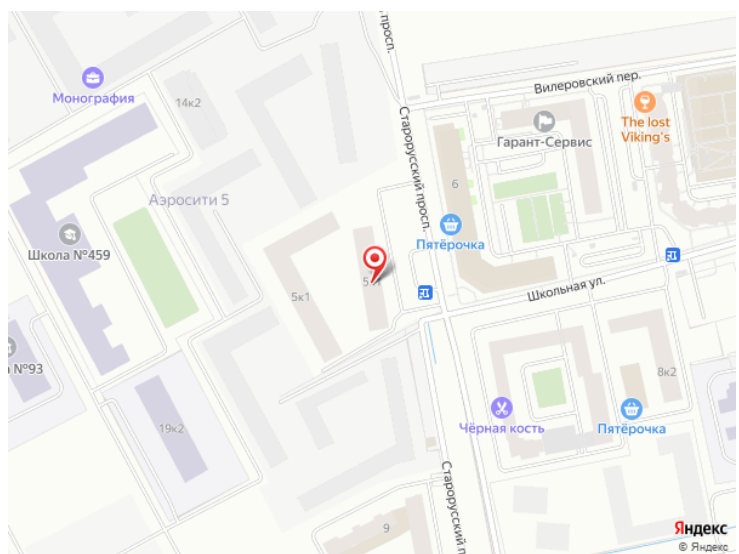 просп.
Вилеровский пер.
Монография
14к2
Старорусский просп.
The lost
Viking's
Гарант-Сервис
Аэросити 5
6
Школа №459
Пятёрочка
Школьная ул.
5к1
№93
8к2
Чёрная кость
Пятёрочка
19к2
Старорусский п
9
Яндекс
© Яндекс